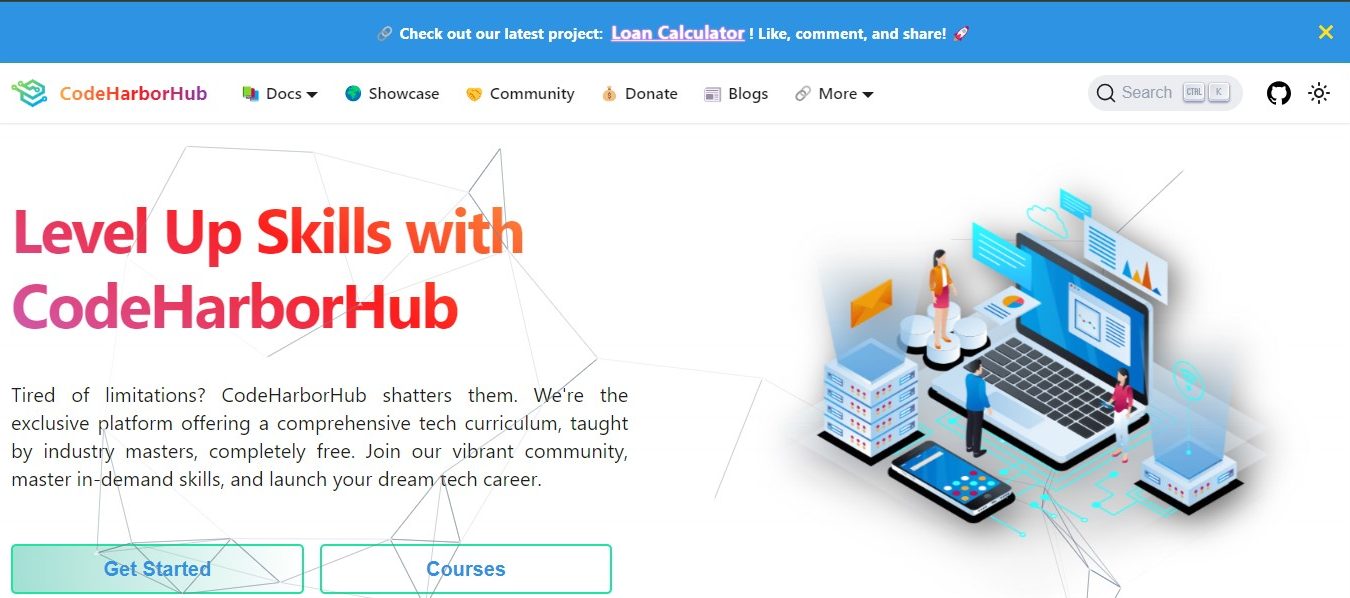 🔗 Check out our latest project: Loan Calculator ! Like, comment, and share! 🚀
CodeHarborHub Docs Showcase Community Donate Blogs More Search CTRL K
Level Up Skills with
CodeHarborHub
Tired of limitations? CodeHarborHub shatters them. We're the
exclusive platform offering a comprehensive tech curriculum, taught
by industry masters, completely free. Join our vibrant community,
master in-demand skills, and launch your dream tech career.
Get Started Courses